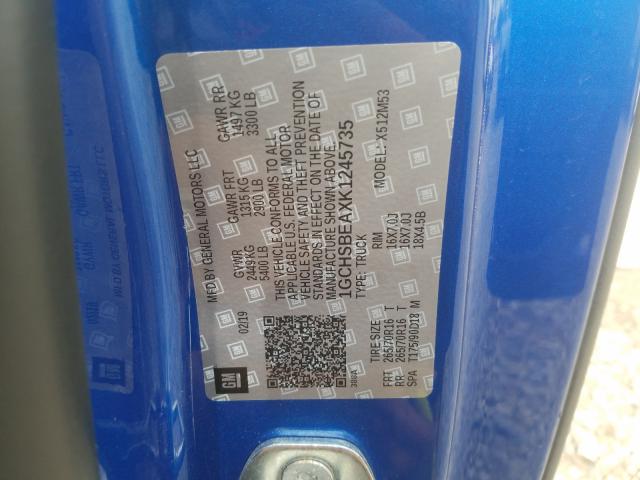 MFD BY GENERAL MOTORS LLC
02/19
GVWR GAWR FRT GAWR RR
2449 KG 1315 KG 1497 KG
5400 LB 2900 LB 3300 LB
THIS VEHICLE CONFORMS TO ALL
APPLICABLE U.S. FEDERAL MOTOR
VEHICLE SAFETY AND THEFT PREVENTION
STANDARDS IN EFFECT ON THE DATE OF
MANUFACTURE SHOWN ABOVE.
1GCHSBEAXK1245735
TYPE: TRUCK MODEL: X512M53
GM
TIRE SIZE RIM
FRT 265/70R16 T 16X7.0J
RR 265/70R16 T 16X7.0J
SPA T175/90D18 M 18X4.5B